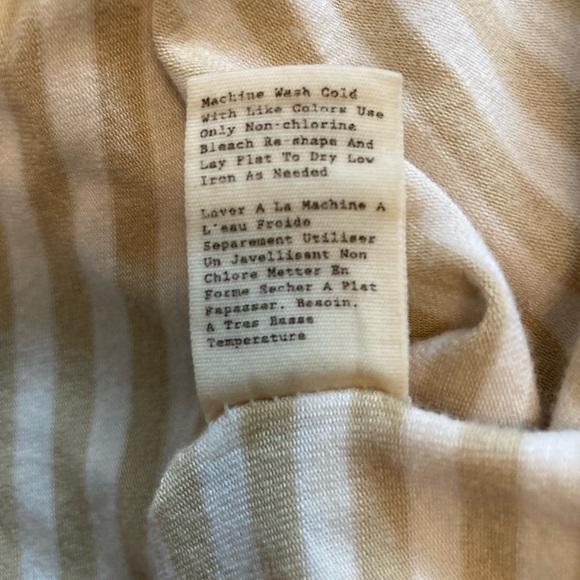 Machine Wash Cold
With Like Colors Use
Only Non-chlorine
Bleach Re-shape And
Lay Flat To Dry Low
Iron As Needed
Laver A La Machine A
L'eau Froide
Separement Utiliser
Un Javellisant Non
Chlore Metter En
Forme Secher A Plat
Fapasser. Besoin.
A Tres Basse
Temperature